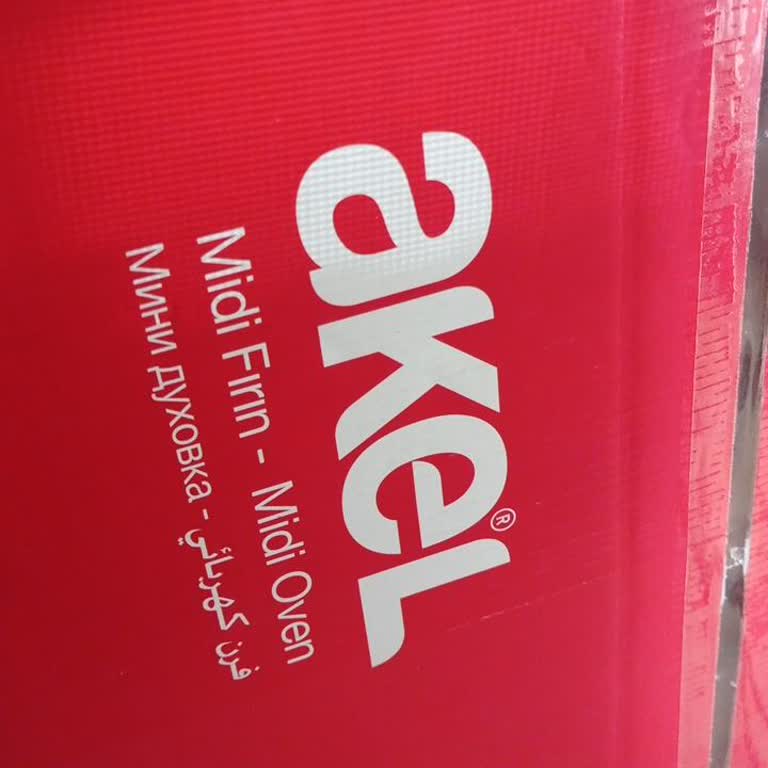 akel®
Midi Fırın - Midi Oven
Мини духовка - فرن كهربائي